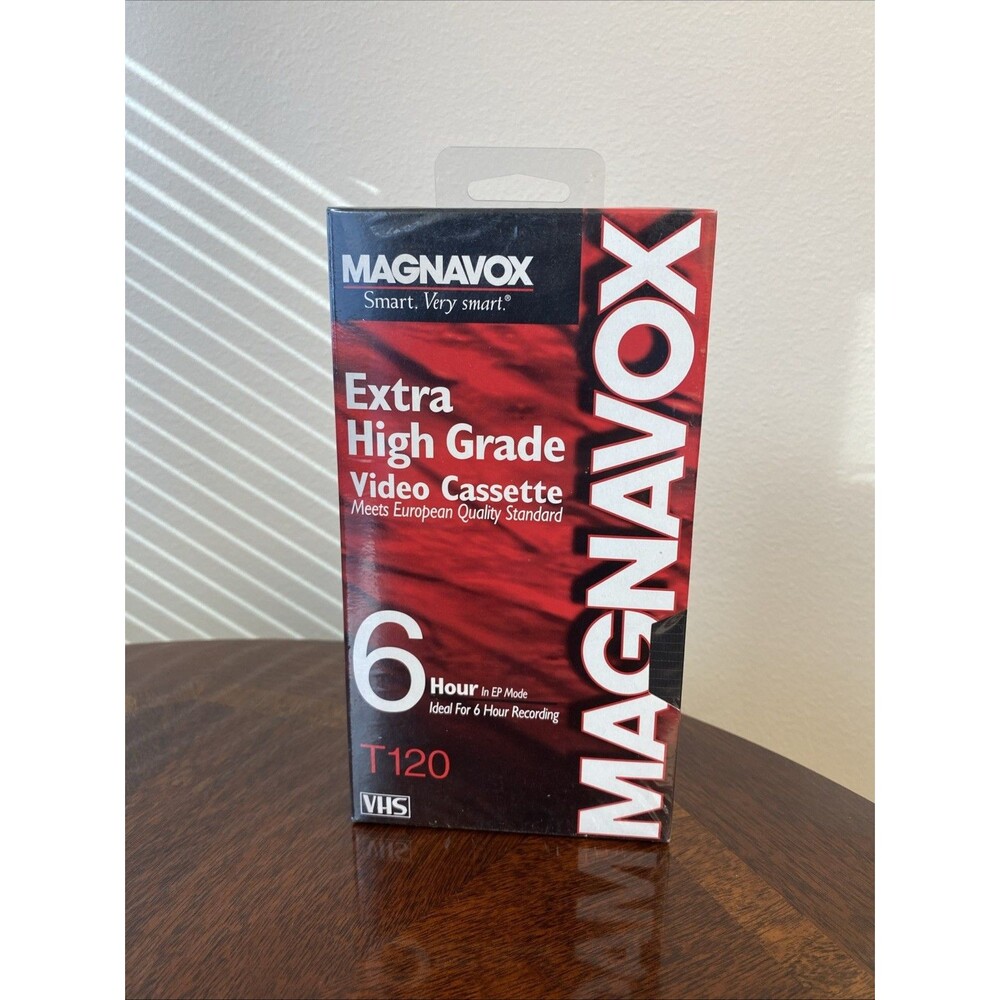 MAGNAVOX
Smart. Very smart.®
Extra
High Grade
Video Cassette
Meets European Quality Standard
6 Hour In EP Mode
Ideal For 6 Hour Recording
T120
VHS
MAGNAVOX